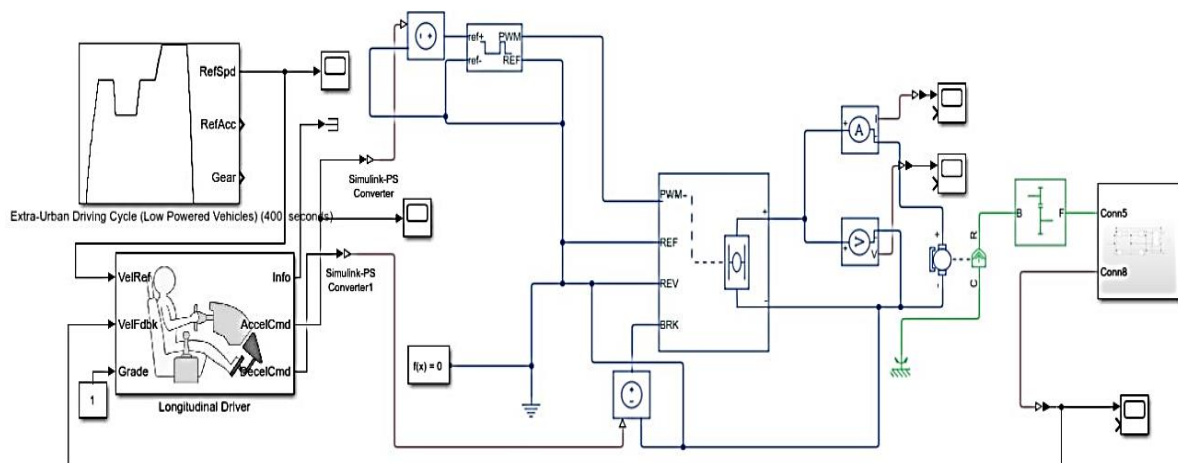 RefSpd
RefAcc
Gear
Extra-Urban Driving Cycle (Low Powered Vehicles) (400 seconds)
VelRef
VelFdbk
Grade
Info
AccelCmd
DecelCmd
Longitudinal Driver
1
Simulink-PS
Converter
Simulink-PS
Converter1
f(x) = 0
ref+
ref-
PWM
REF
PWM
REF
REV
BRK
+
-
A
I
V
V
+
-
R
C
B
F
Conn5
Conn8